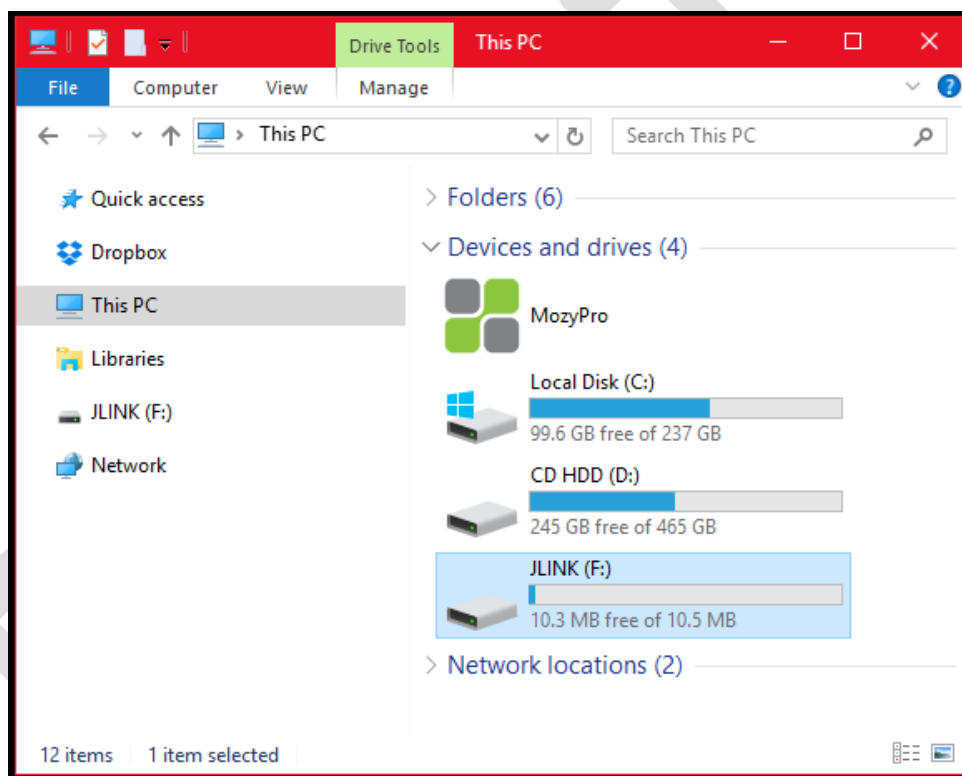 Drive Tools This PC
File Computer View Manage
This PC Search This PC
Quick access
Dropbox
This PC
Libraries
JLINK (F:)
Network
Folders (6)
Devices and drives (4)
MozyPro
Local Disk (C:)
99.6 GB free of 237 GB
CD HDD (D:)
245 GB free of 465 GB
JLINK (F:)
10.3 MB free of 10.5 MB
Network locations (2)
12 items 1 item selected